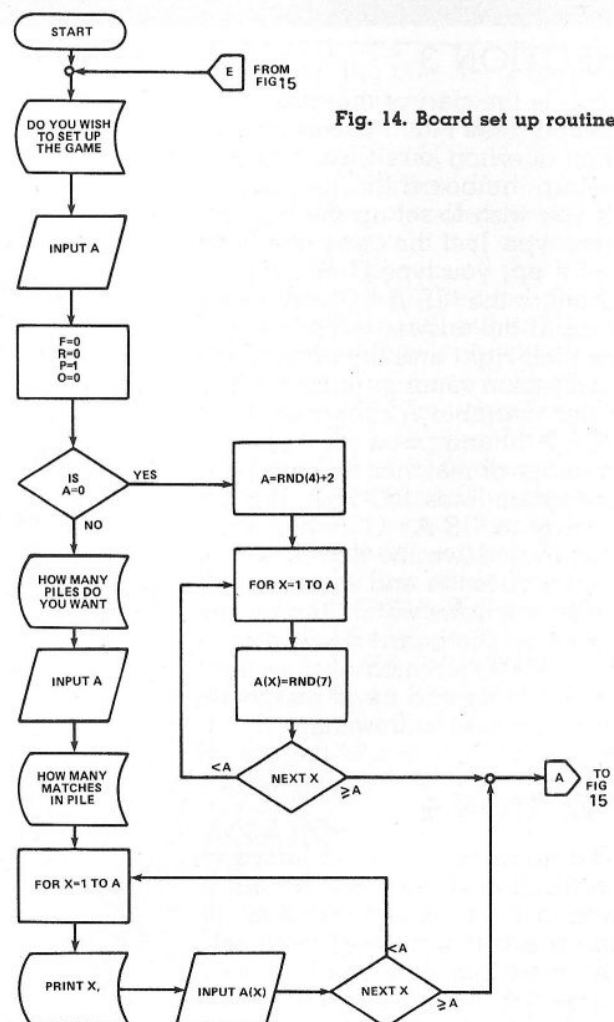 START
E
FROM
FIG 15
Fig. 14. Board set up routine
DO YOU WISH
TO SET UP
THE GAME
INPUT A
F=0
R=0
P=1
O=0
IS
A=0
YES
NO
A=RND(4)+2
FOR X=1 TO A
A(X)=RND(7)
NEXT X
<A
≥A
A
TO
FIG
15
HOW MANY
PILES DO
YOU WANT
INPUT A
HOW MANY
MATCHES
IN PILE
FOR X=1 TO A
PRINT X,
INPUT A(X)
NEXT X
<A
≥A